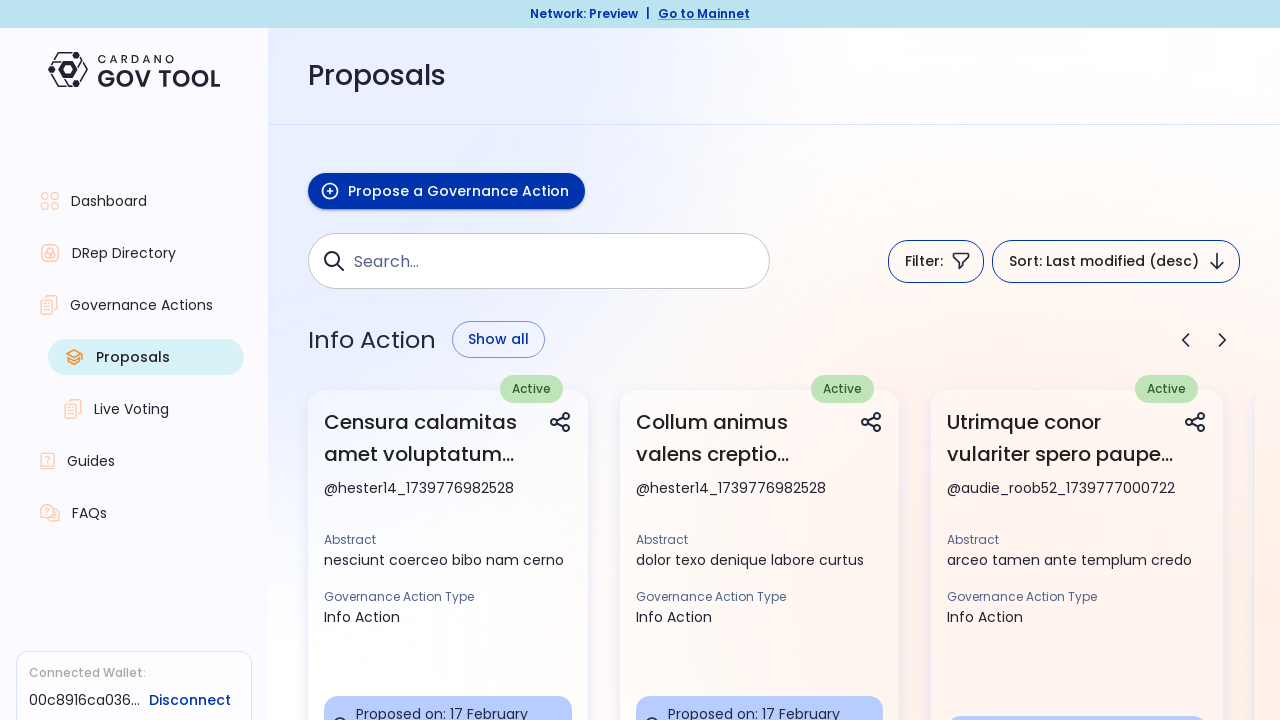 Network: Preview | Go to Mainnet
CARDANO
GOV TOOL
Proposals
Dashboard
DRep Directory
Governance Actions
Proposals
Live Voting
Guides
FAQs
Connected Wallet:
00c8916ca036... Disconnect
Propose a Governance Action
Search...
Filter:
Sort: Last modified (desc)
Info Action
Show all
Active
Censura calamitas
amet voluptatum...
@hester14_1739776982528
Abstract
nesciunt coerceo bibo nam cerno
Governance Action Type
Info Action
Proposed on: 17 February
Active
Collum animus
valens creptio...
@hester14_1739776982528
Abstract
dolor texo denique labore curtus
Governance Action Type
Info Action
Proposed on: 17 February
Active
Utrimque conor
vulariter spero paupe...
@audie_roob52_1739777000722
Abstract
arceo tamen ante templum credo
Governance Action Type
Info Action